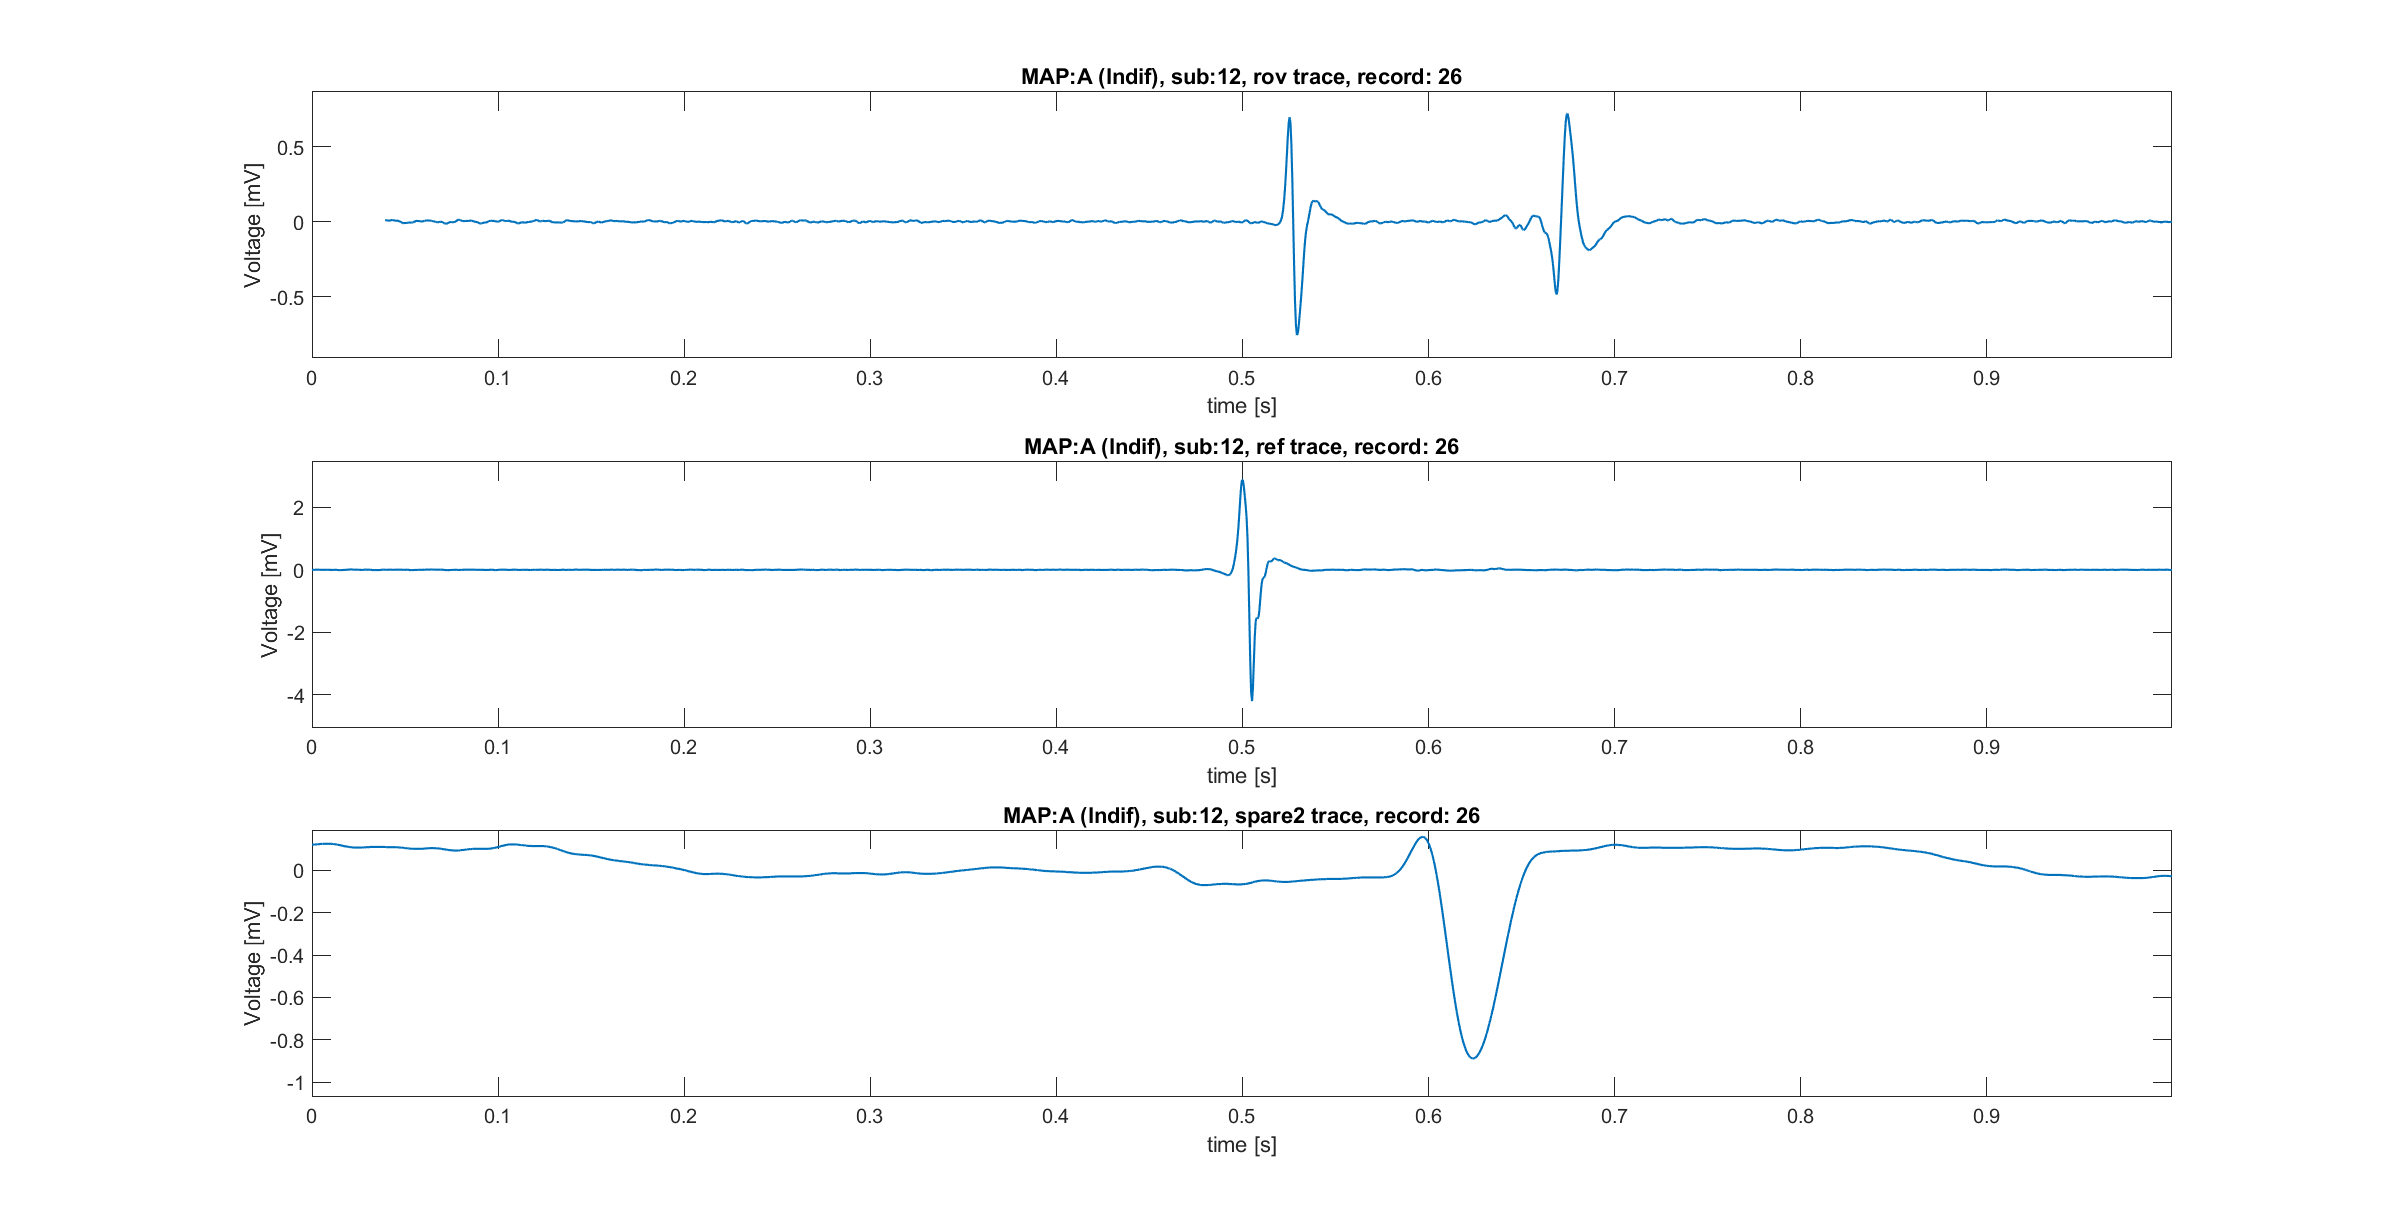 MAP:A (Indif), sub:12, rov trace, record: 26
Voltage [mV]
0.5
0
-0.5
0 0.1 0.2 0.3 0.4 0.5 0.6 0.7 0.8 0.9
time [s]
MAP:A (Indif), sub:12, ref trace, record: 26
Voltage [mV]
2
0
-2
-4
0 0.1 0.2 0.3 0.4 0.5 0.6 0.7 0.8 0.9
time [s]
MAP:A (Indif), sub:12, spare2 trace, record: 26
Voltage [mV]
0
-0.2
-0.4
-0.6
-0.8
-1
0 0.1 0.2 0.3 0.4 0.5 0.6 0.7 0.8 0.9
time [s]